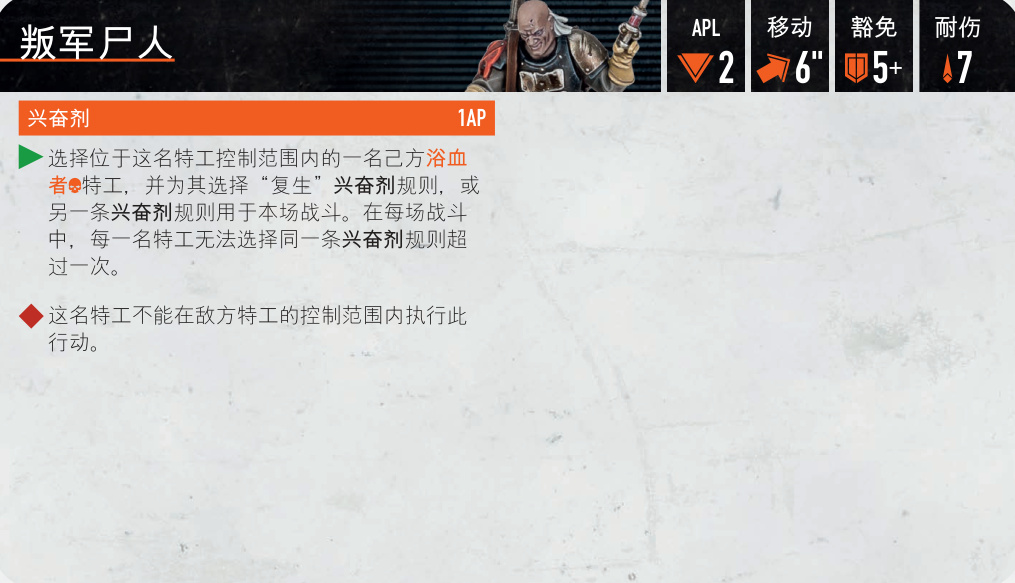 叛军尸人
APL
2
移动
6"
豁免
5+
耐伤
7
兴奋剂 1AP
选择位于这名特工控制范围内的一名己方浴血
者特工，并为其选择“复生”兴奋剂规则，或
另一条兴奋剂规则用于本场战斗。在每场战斗
中，每一名特工无法选择同一条兴奋剂规则超
过一次。
这名特工不能在敌方特工的控制范围内执行此
行动。